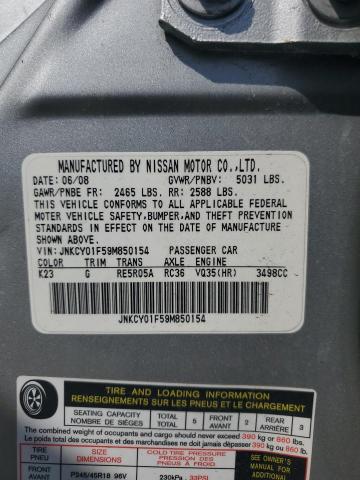 MANUFACTURED BY NISSAN MOTOR CO.,LTD.
DATE: 06/08 GVWR/PNBV: 5031 LBS.
GAWR/PNBE FR: 2465 LBS. RR: 2588 LBS.
THIS VEHICLE CONFORMS TO ALL APPLICABLE FEDERAL
MOTOR VEHICLE SAFETY,BUMPER,AND THEFT PREVENTION
STANDARDS IN EFFECT ON THE DATE OF MANUFACTURE
SHOWN ABOVE.
VIN: JNKCY01F59M850154 PASSENGER CAR
COLOR TRIM TRANS AXLE ENGINE
K23 G RE5R05A RC36 VQ35(HR) 3498CC
JNKCY01F59M850154
TIRE AND LOADING INFORMATION
RENSEIGNEMENTS SUR LES PNEUS ET LE CHARGEMENT
SEATING CAPACITY TOTAL 5 FRONT 2 REAR 3
NOMBRE DE SIÈGES TOTAL AVANT ARRIÈRE
The combined weight of occupants and cargo should never exceed 390 kg or 860 lbs.
Le poids total des occupants et du chargement ne doit jamais dépasser 390 kg or 860 lbs.
TIRE SIZE COLD TIRE PRESSURE SEE OWNER'S
PNEU DIMENSIONS PRESSION DES MANUAL FOR
PNEUS À FROID ADDITIONAL
FRONT P245/45R18 96V 230kPa, 33PSI
AVANT